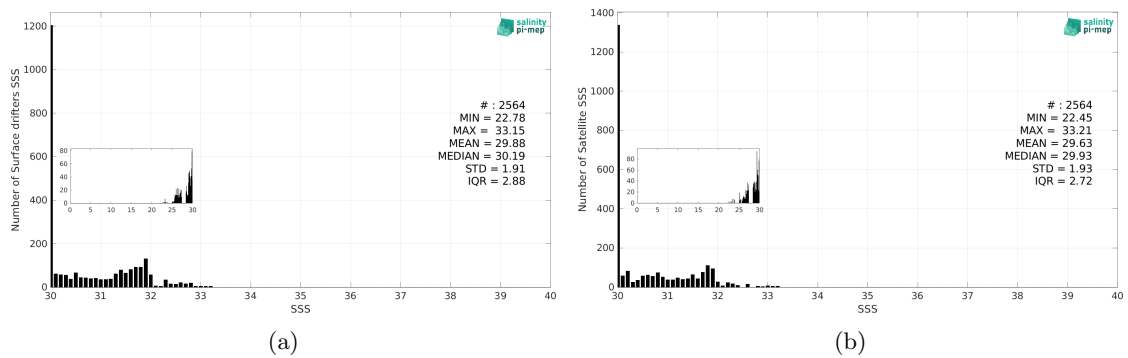 Number of Surface drifters SSS
1200
1000
800
600
400
200
0
30 31 32 33 34 35 36 37 38 39 40
SSS
salinity
pi-mep
# : 2564
MIN = 22.78
MAX = 33.15
MEAN = 29.88
MEDIAN = 30.19
STD = 1.91
IQR = 2.88
80
60
40
20
0
0 5 10 15 20 25 30
(a)
Number of Satellite SSS
1400
1200
1000
800
600
400
200
0
30 31 32 33 34 35 36 37 38 39 40
SSS
salinity
pi-mep
# : 2564
MIN = 22.45
MAX = 33.21
MEAN = 29.63
MEDIAN = 29.93
STD = 1.93
IQR = 2.72
80
60
40
20
0
0 5 10 15 20 25 30
(b)